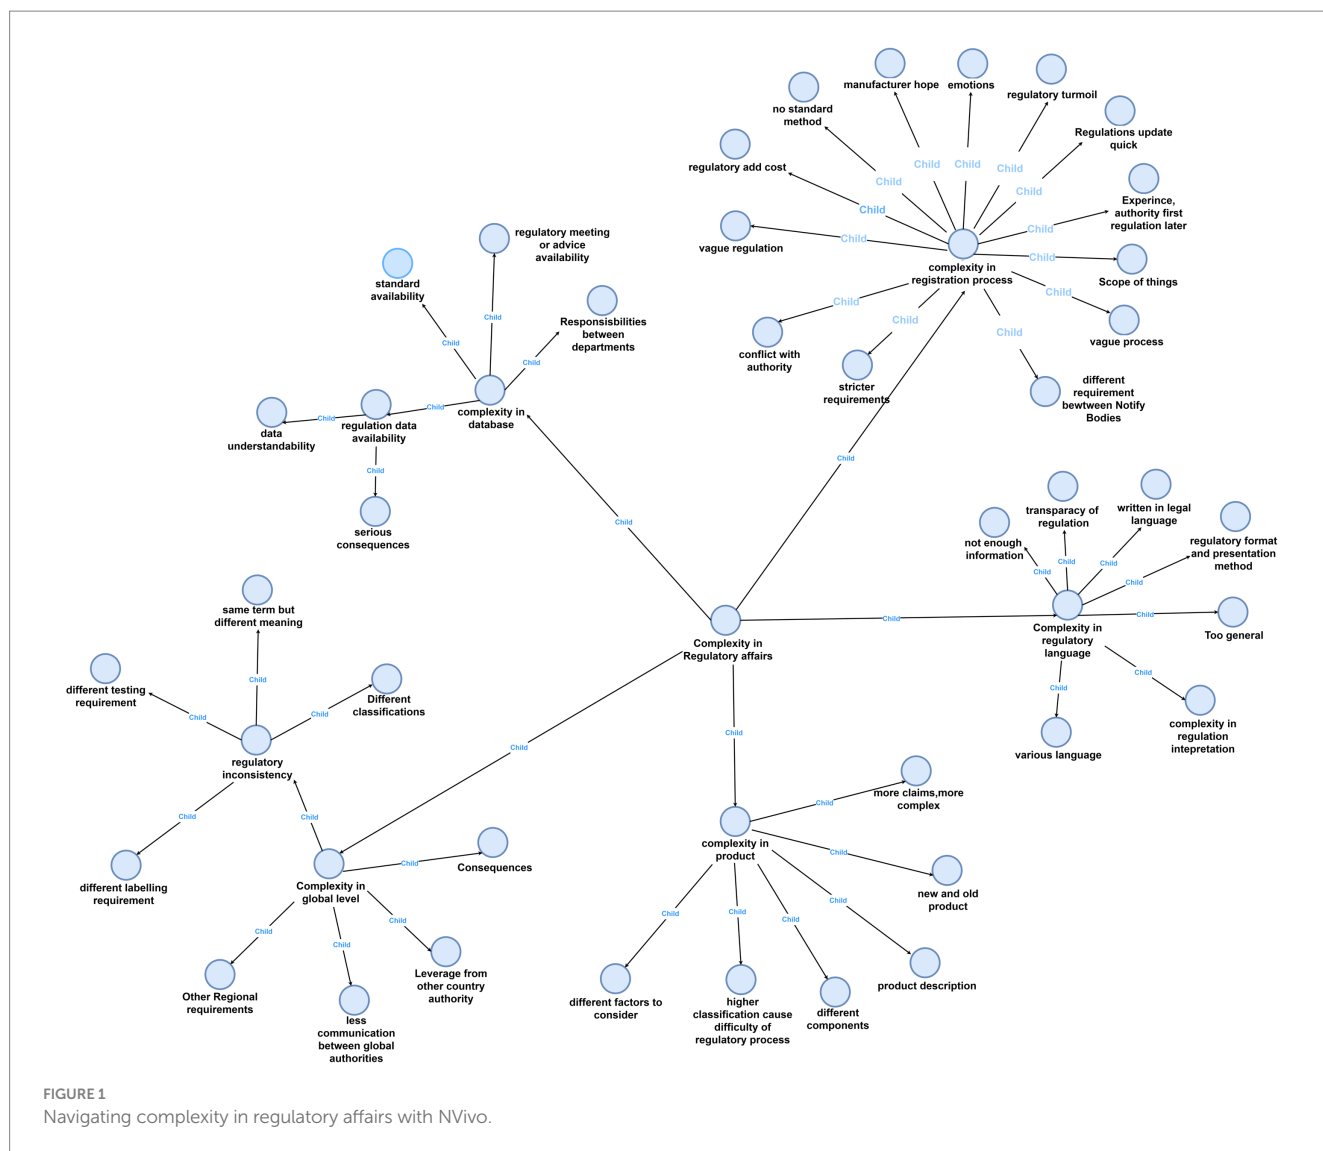 manufacturer hope
emotions
regulatory turmoil
no standard
method
Regulations update
quick
regulatory add cost
Experince,
authority first
regulation later
vague regulation
Scope of things
vague process
different
requirement
bewtween Notify
Bodies
stricter
requirements
conflict with
authority
complexity in
registration process
Child
Child
Child
Child
Child
Child
Child
Child
Child
Child
Child
Child
Child
Child
regulatory meeting
or advice
availability
standard
availability
Responsisbilities
between
departments
complexity in
database
regulation data
availability
data
understandability
serious
consequences
Child
Child
Child
Child
Child
Child
Child
Child
not enough
information
transparacy of
regulation
written in legal
language
regulatory format
and presentation
method
Too general
complexity in
regulation
intepretation
various language
Complexity in
regulatory
language
Child
Child
Child
Child
Child
Child
Child
Child
Complexity in
Regulatory affairs
same term but
different meaning
different testing
requirement
Different
classifications
regulatory
inconsistency
different labelling
requirement
Child
Child
Child
Child
Child
Child
Complexity in
global level
Consequences
Leverage from
other country
authority
less
communication
between global
authorities
Other Regional
requirements
Child
Child
Child
Child
Child
more claims,more
complex
complexity in
product
new and old
product
product description
different
components
higher
classification cause
difficulty of
regulatory process
different factors to
consider
Child
Child
Child
Child
Child
Child
Child
FIGURE 1
Navigating complexity in regulatory affairs with NVivo.